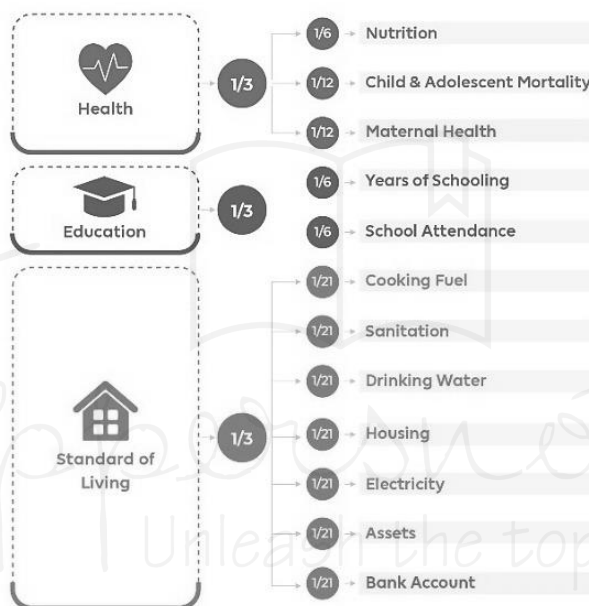 Health
1/3
1/6 Nutrition
1/12 Child & Adolescent Mortality
1/12 Maternal Health
Education
1/3
1/6 Years of Schooling
1/6 School Attendance
Standard of
Living
1/3
1/21 Cooking Fuel
1/21 Sanitation
1/21 Drinking Water
1/21 Housing
1/21 Electricity
1/21 Assets
1/21 Bank Account
Unleash the top